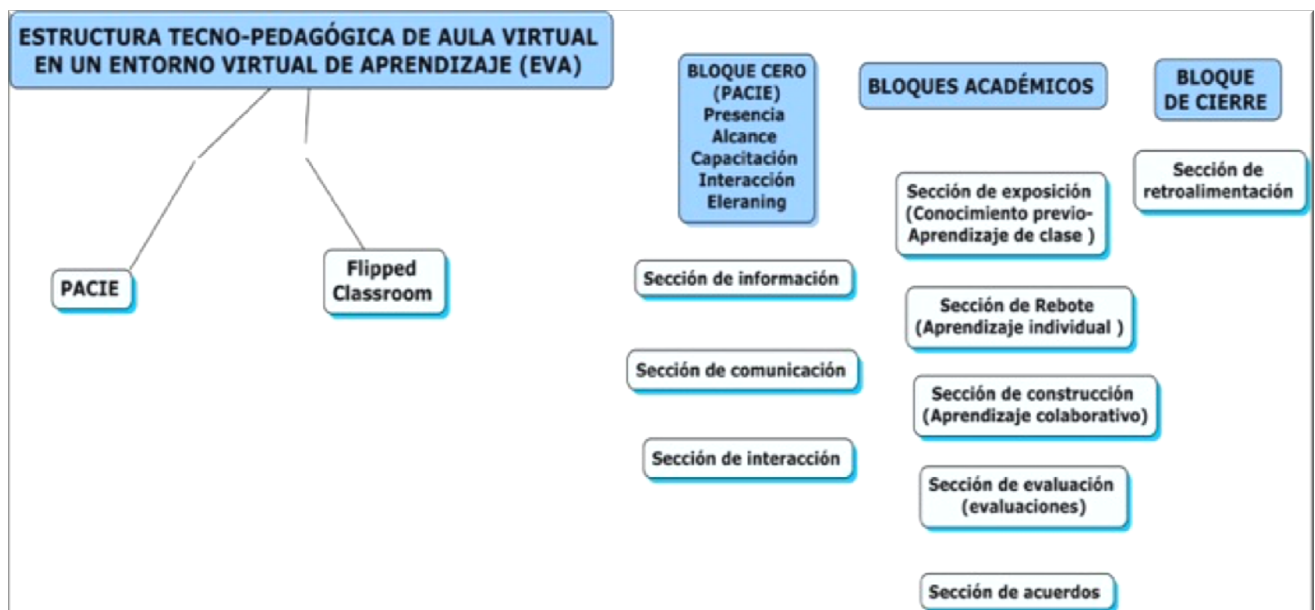 ESTRUCTURA TECNO-PEDAGÓGICA DE AULA VIRTUAL
EN UN ENTORNO VIRTUAL DE APRENDIZAJE (EVA)
PACIE
Flipped
Classroom
BLOQUE CERO
(PACIE)
Presencia
Alcance
Capacitación
Interacción
Eleraning
Sección de información
Sección de comunicación
Sección de interacción
BLOQUES ACADÉMICOS
Sección de exposición
(Conocimiento previo-
Aprendizaje de clase )
Sección de Rebote
(Aprendizaje individual )
Sección de construcción
(Aprendizaje colaborativo)
Sección de evaluación
(evaluaciones)
Sección de acuerdos
BLOQUE
DE CIERRE
Sección de
retroalimentación